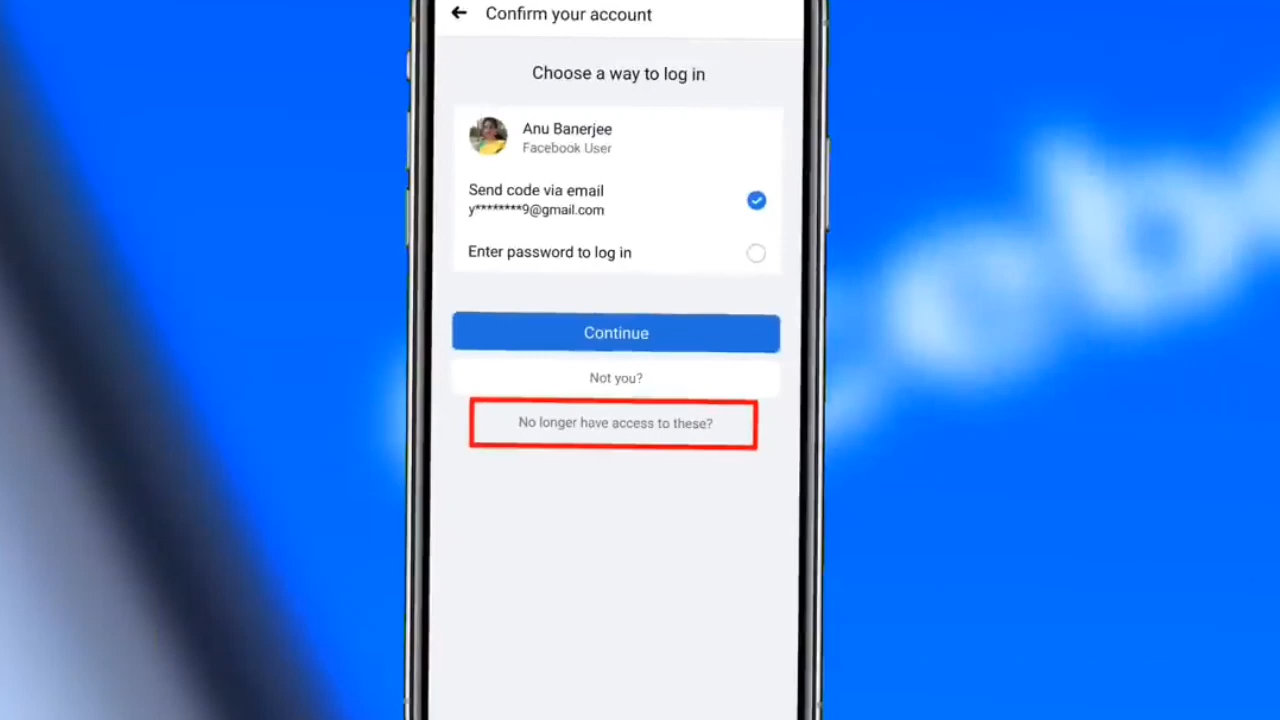 Confirm your account
Choose a way to log in
Anu Banerjee
Facebook User
Send code via email
y********9@gmail.com
Enter password to log in
Continue
Not you?
No longer have access to these?